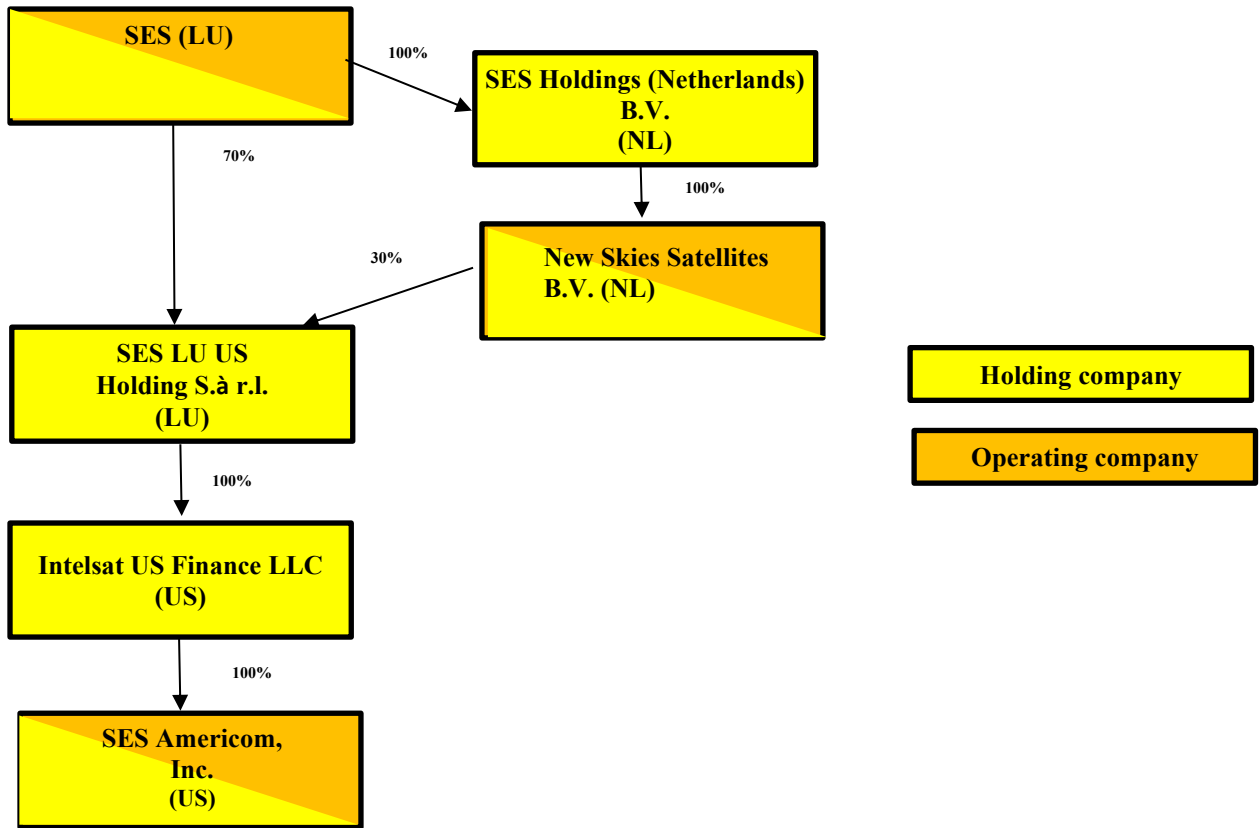 SES (LU)
100%
SES Holdings (Netherlands)
B.V.
(NL)
70%
100%
New Skies Satellites
B.V. (NL)
30%
SES LU US
Holding S.à r.l.
(LU)
Holding company
Operating company
100%
Intelsat US Finance LLC
(US)
100%
SES Americom,
Inc.
(US)